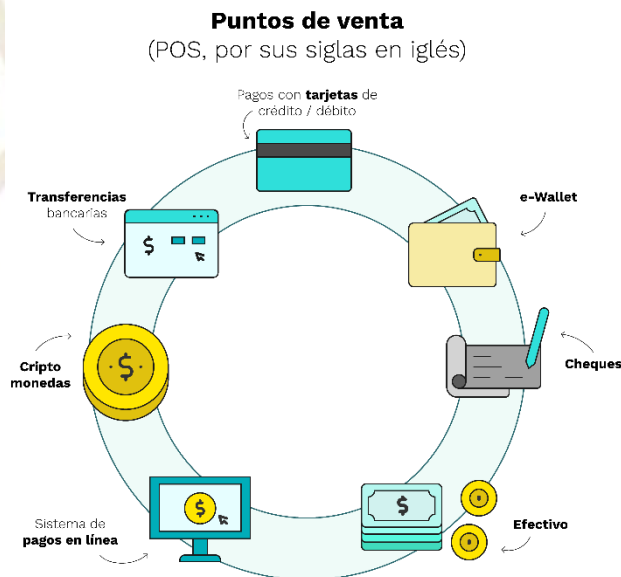 Puntos de venta
(POS, por sus siglas en iglés)
Pagos con tarjetas de
crédito / débito
Transferencias
bancarias
e-Wallet
$
Cripto
monedas
$
Cheques
Sistema de
pagos en línea
$
$
Efectivo